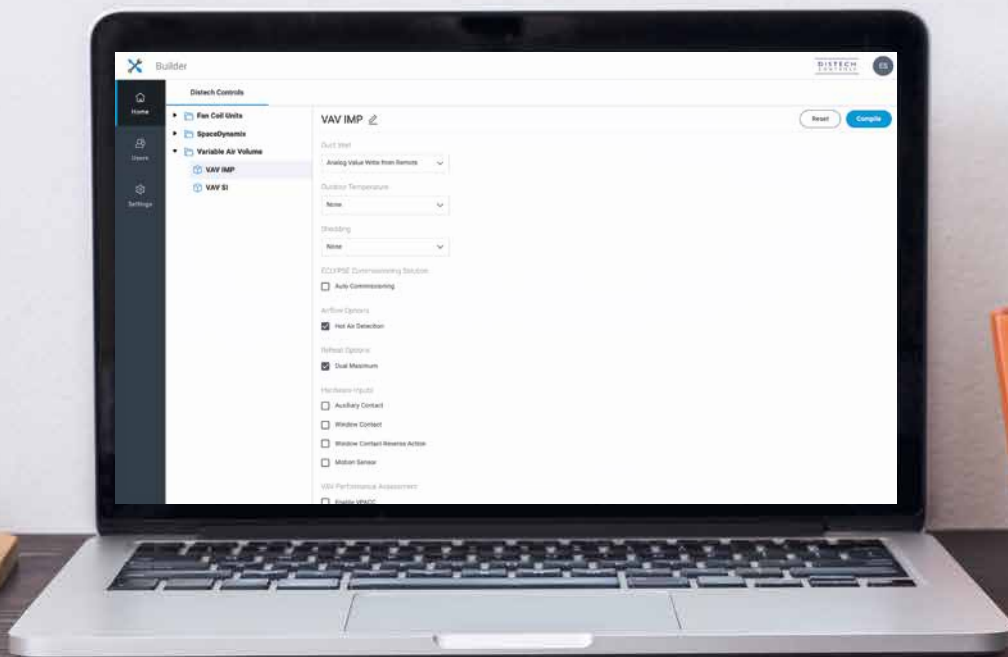 Builder
DISTECH
CONTROLS
ES
Home
Users
Settings
Distech Controls
Fan Coil Units
SpaceDynamix
Variable Air Volume
VAV IMP
VAV SI
VAV IMP
Reset
Compile
Duct Inlet
Analog Value Write from Remote
Outdoor Temperature
None
Shedding
None
ECLYPSE Commissioning Solution
Auto Commissioning
Airflow Options
Hot Air Detection
Reheat Options
Dual Maximum
Hardware Inputs
Auxiliary Contact
Window Contact
Window Contact Reverse Action
Motion Sensor
VAV Performance Assessment
Enable VPACC